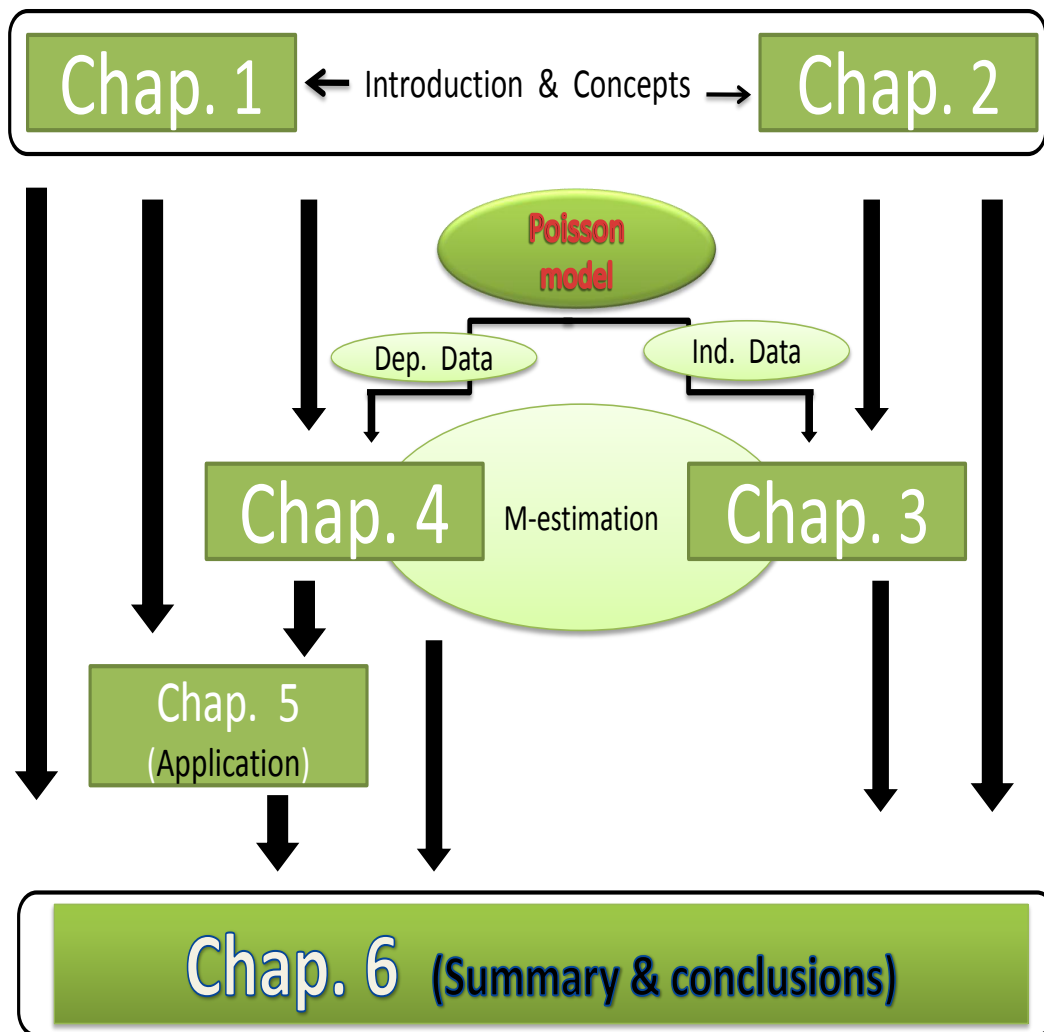 Chap. 1
Introduction & Concepts
Chap. 2
Poisson
model
Dep. Data
Ind. Data
Chap. 4
M-estimation
Chap. 3
Chap. 5
(Application)
Chap. 6 (Summary & conclusions)